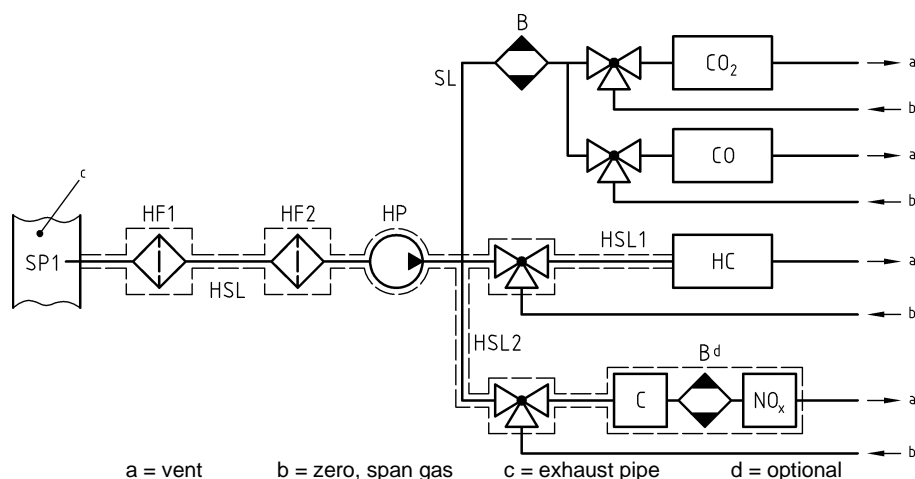 B
SL
CO₂
a
b
c
CO
a
b
HF1
HF2
HP
HSL1
SP1
HSL
HC
a
b
HSL2
Bᵈ
C
NOₓ
a
b
a = vent b = zero, span gas c = exhaust pipe d = optional